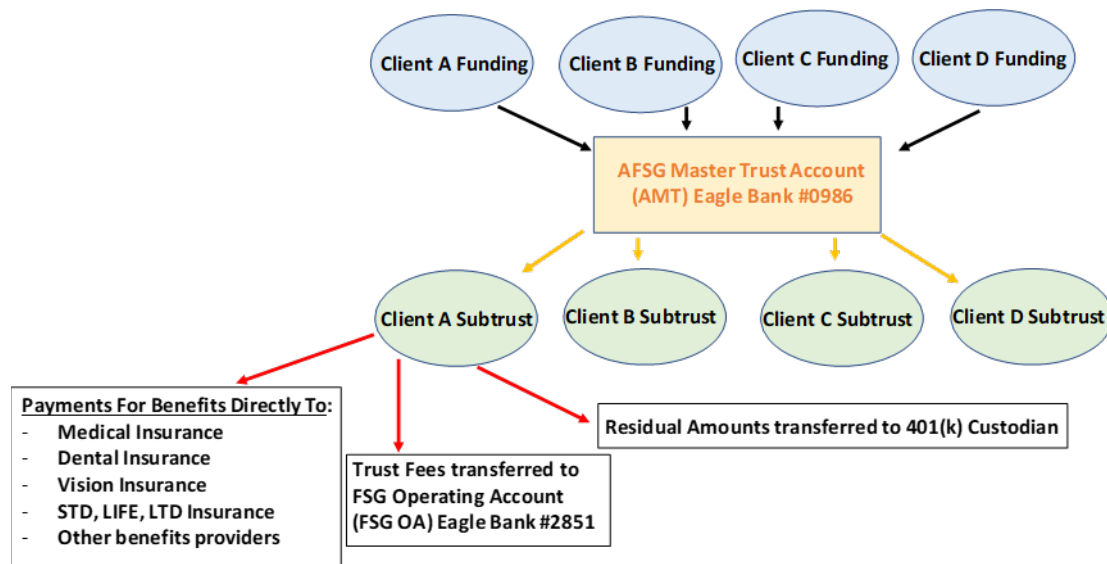 Client A Funding
Client B Funding
Client C Funding
Client D Funding
AFSG Master Trust Account
(AMT) Eagle Bank #0986
Client A Subtrust
Client B Subtrust
Client C Subtrust
Client D Subtrust
Payments For Benefits Directly To:
- Medical Insurance
- Dental Insurance
- Vision Insurance
- STD, LIFE, LTD Insurance
- Other benefits providers
Trust Fees transferred to
FSG Operating Account
(FSG OA) Eagle Bank #2851
Residual Amounts transferred to 401(k) Custodian